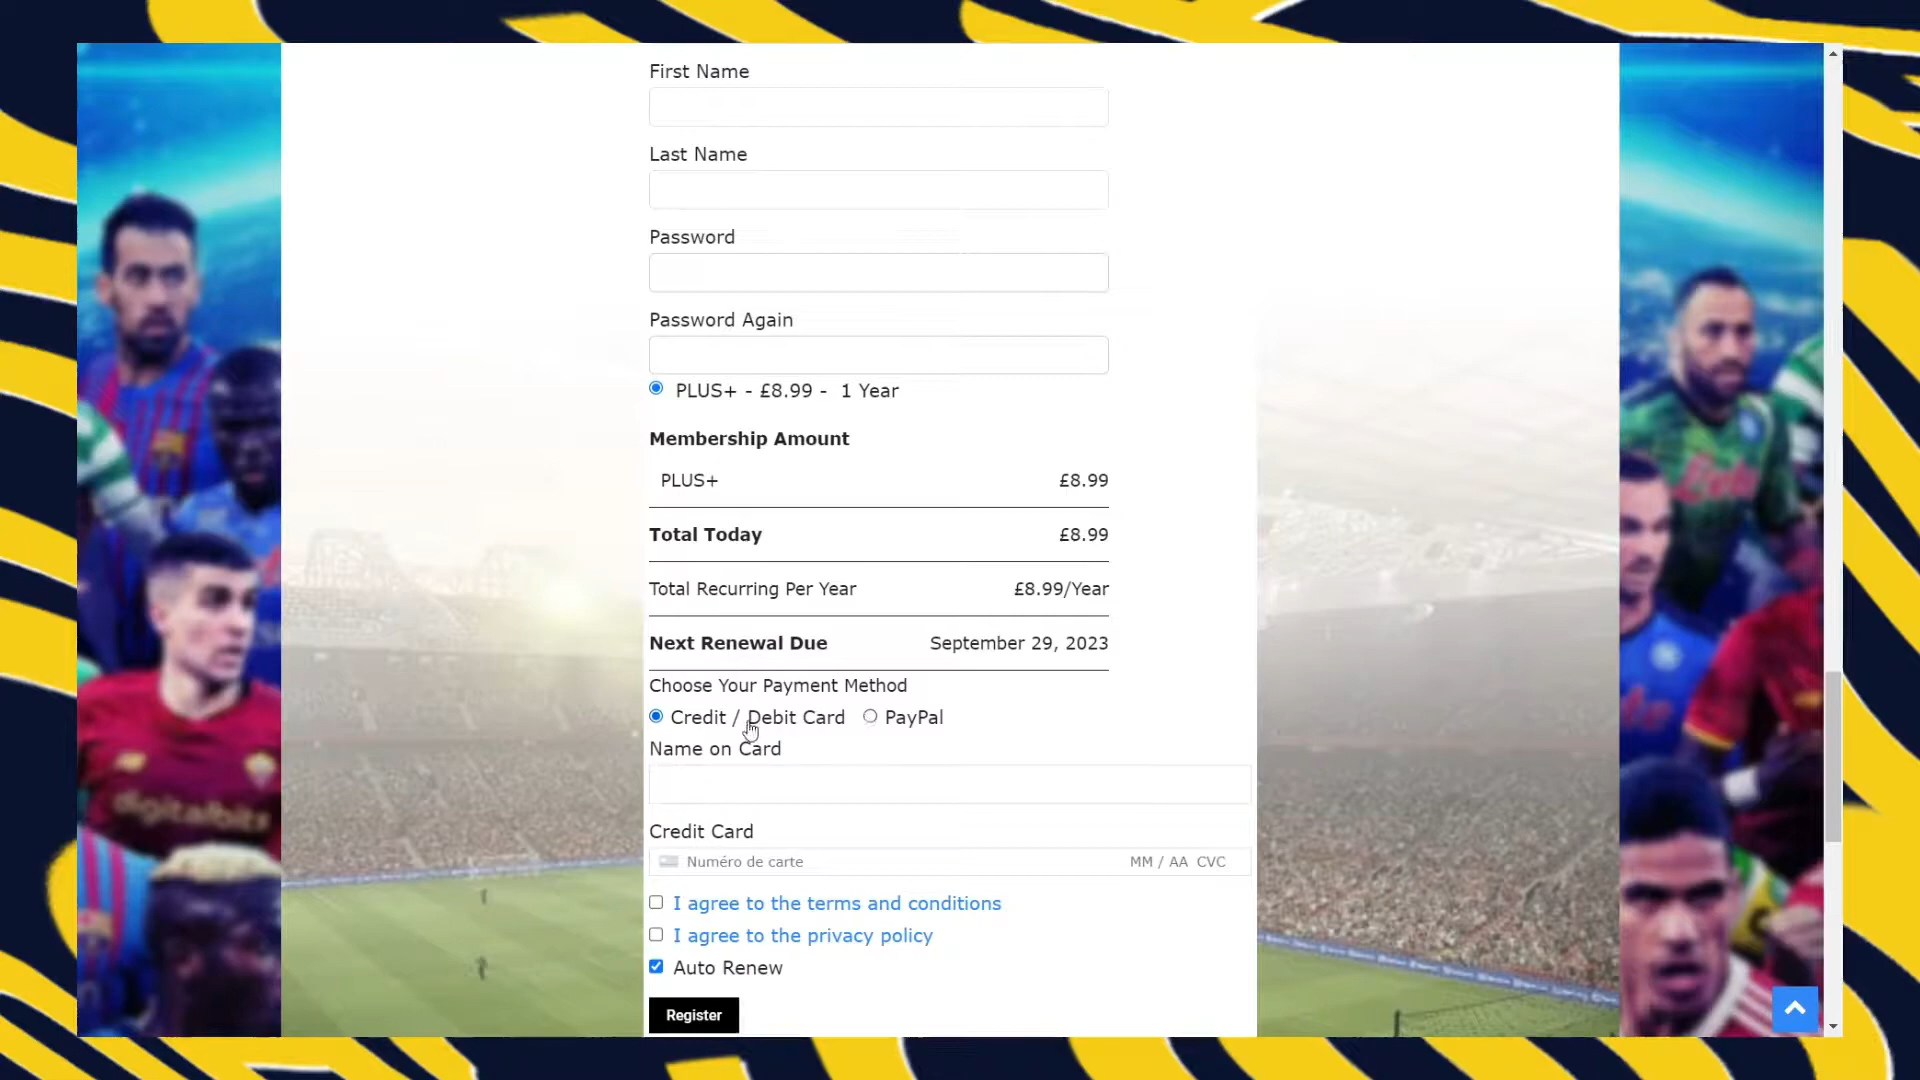 First Name
Last Name
Password
Password Again
PLUS+ - £8.99 - 1 Year
Membership Amount
PLUS+ £8.99
Total Today £8.99
Total Recurring Per Year £8.99/Year
Next Renewal Due September 29, 2023
Choose Your Payment Method
Credit / Debit Card PayPal
Name on Card
Credit Card
Numéro de carte MM / AA CVC
I agree to the terms and conditions
I agree to the privacy policy
Auto Renew
Register
digitalbits